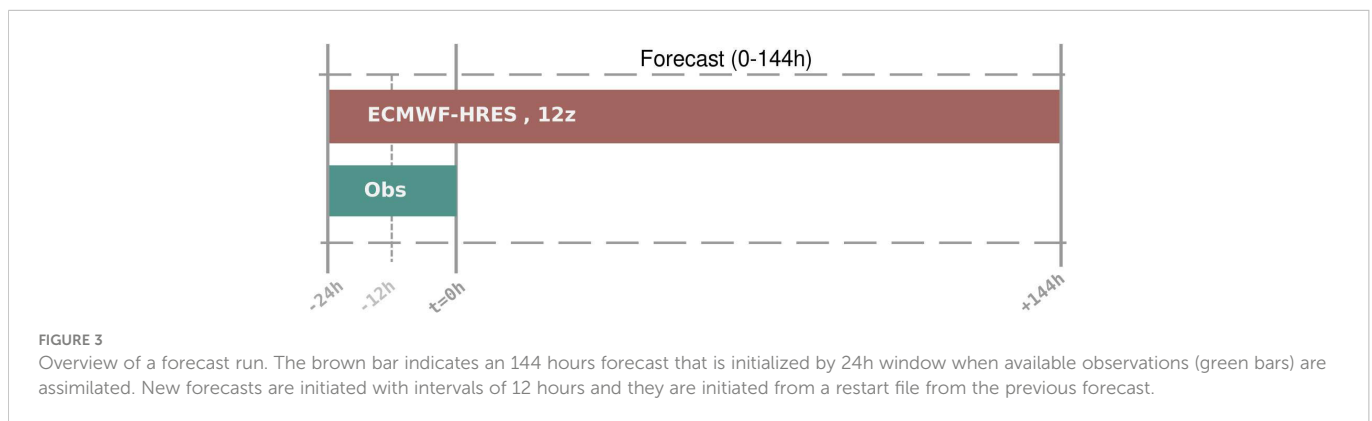 Forecast (0-144h)
ECMWF-HRES , 12z
Obs
-24h
-12h
t=0h
+144h
FIGURE 3
Overview of a forecast run. The brown bar indicates an 144 hours forecast that is initialized by 24h window when available observations (green bars) are
assimilated. New forecasts are initiated with intervals of 12 hours and they are initiated from a restart file from the previous forecast.